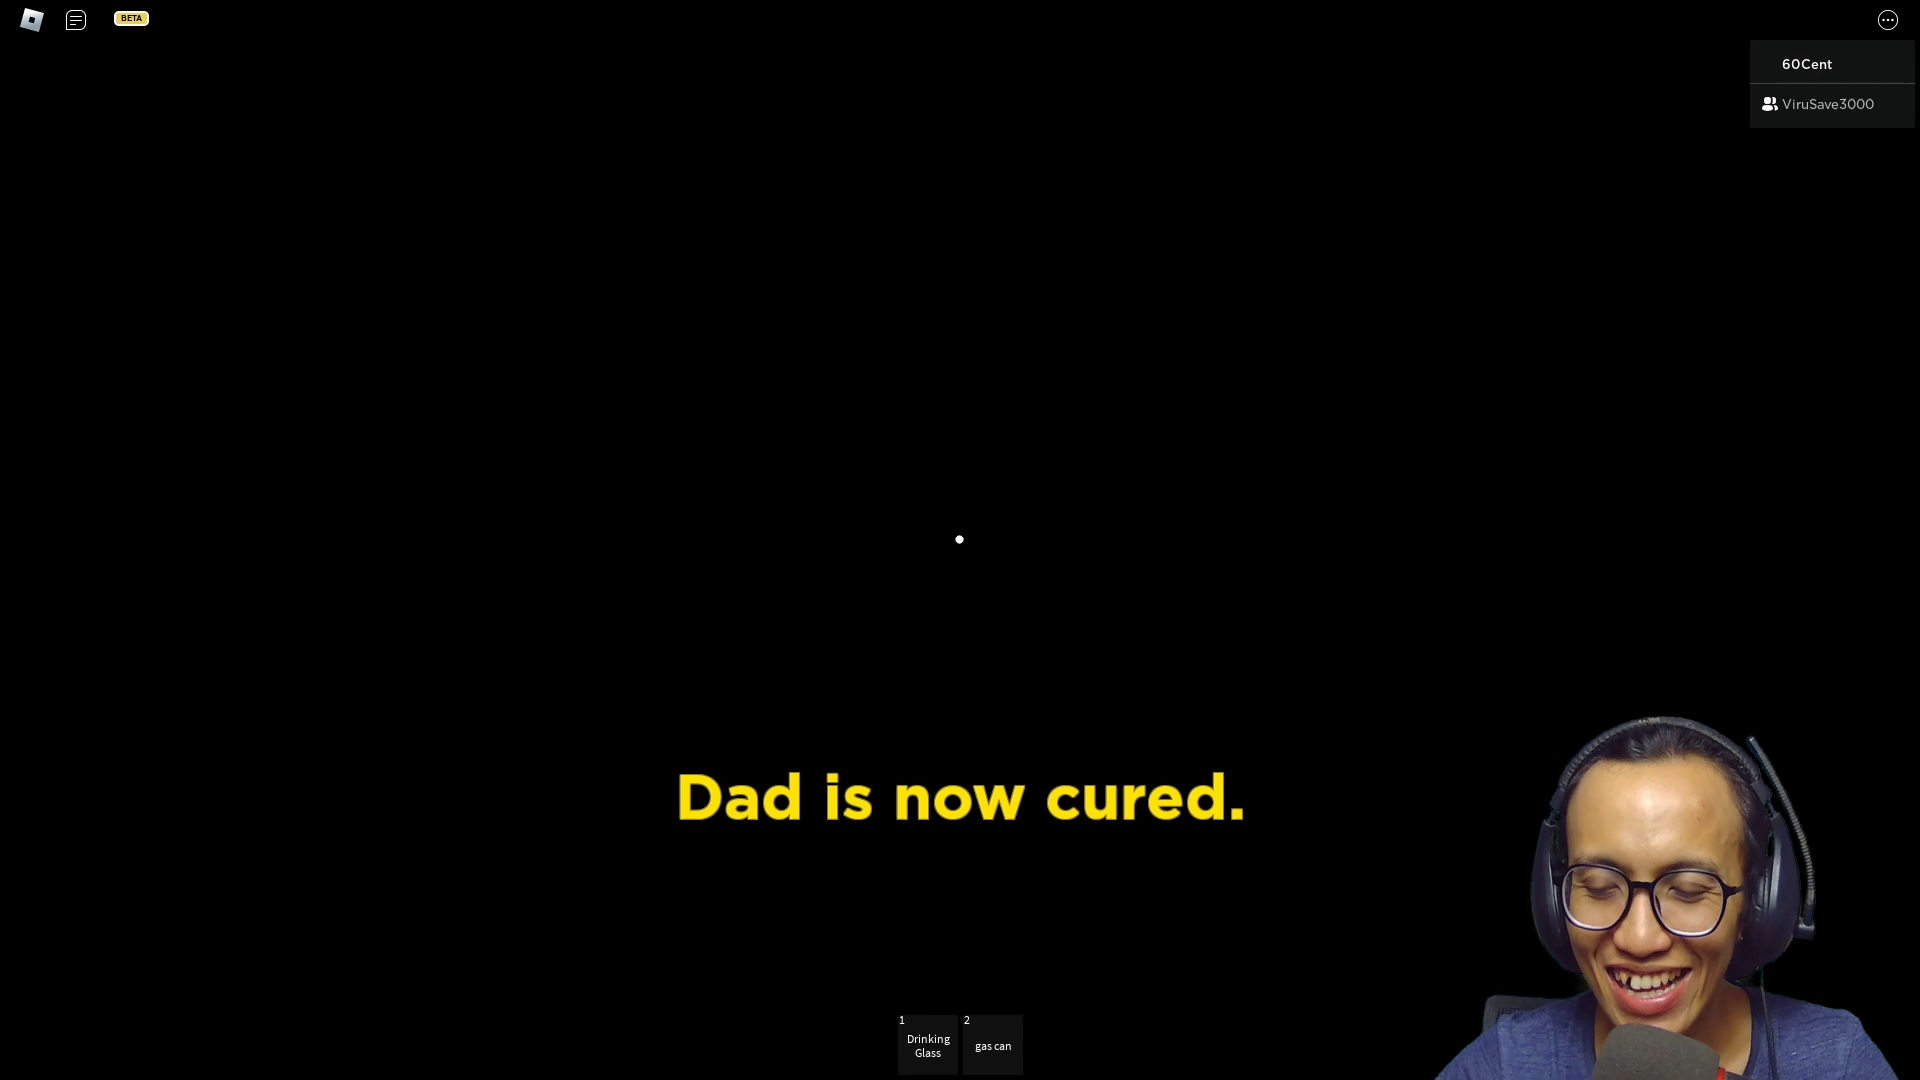 BETA
60Cent
ViruSave3000
Dad is now cured.
1
Drinking
Glass
2
gas can